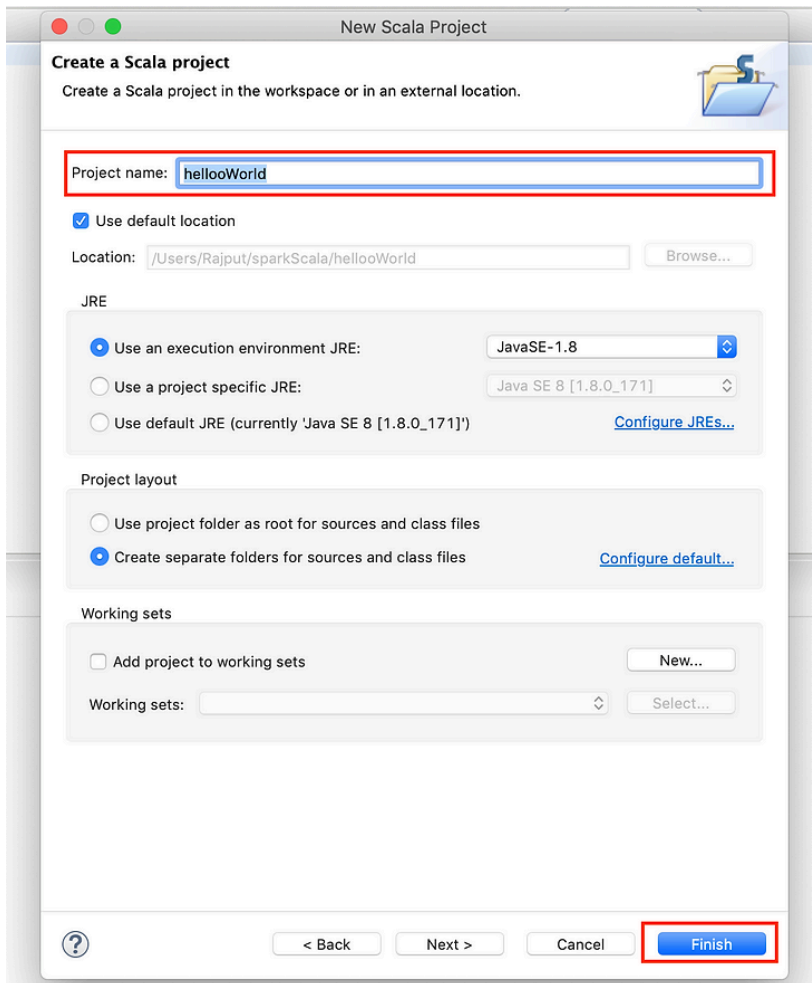 New Scala Project
Create a Scala project
Create a Scala project in the workspace or in an external location.
Project name: hellooWorld
Use default location
Location: /Users/Rajput/sparkScala/hellooWorld Browse...
JRE
Use an execution environment JRE: JavaSE-1.8
Use a project specific JRE: Java SE 8 [1.8.0_171]
Use default JRE (currently 'Java SE 8 [1.8.0_171]') Configure JREs...
Project layout
Use project folder as root for sources and class files
Create separate folders for sources and class files Configure default...
Working sets
Add project to working sets New...
Working sets: Select...
? < Back Next > Cancel Finish